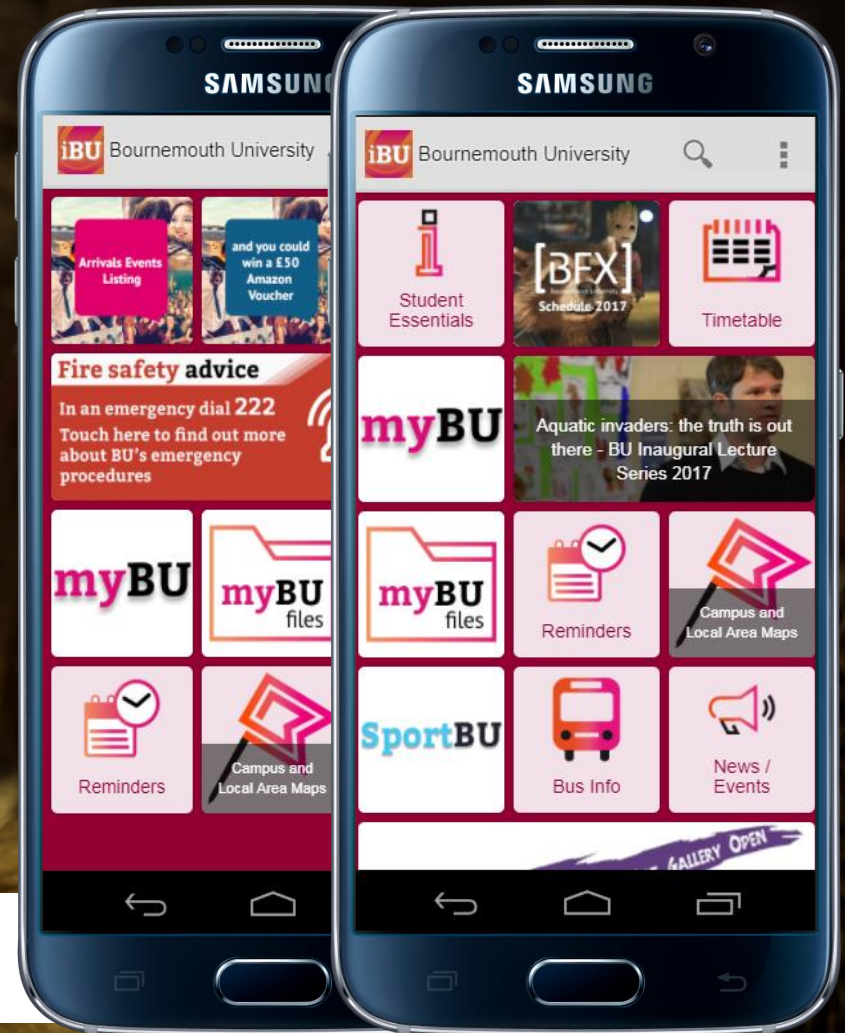 SAMSUN
iBU Bournemouth University
Arrivals Events
Listing
and you could
win a £50
Amazon
Voucher
Fire safety advice
In an emergency dial 222
Touch here to find out more
about BU's emergency
procedures
myBU
myBU
files
Reminders
Campus and
Local Area Maps
SAMSUNG
iBU Bournemouth University
Student
Essentials
[BFX]
Schedule 2017
Timetable
myBU
Aquatic invaders: the truth is out
there - BU Inaugural Lecture
Series 2017
myBU
files
Reminders
Campus and
Local Area Maps
SportBU
Bus Info
News /
Events
GALLERY OPEN